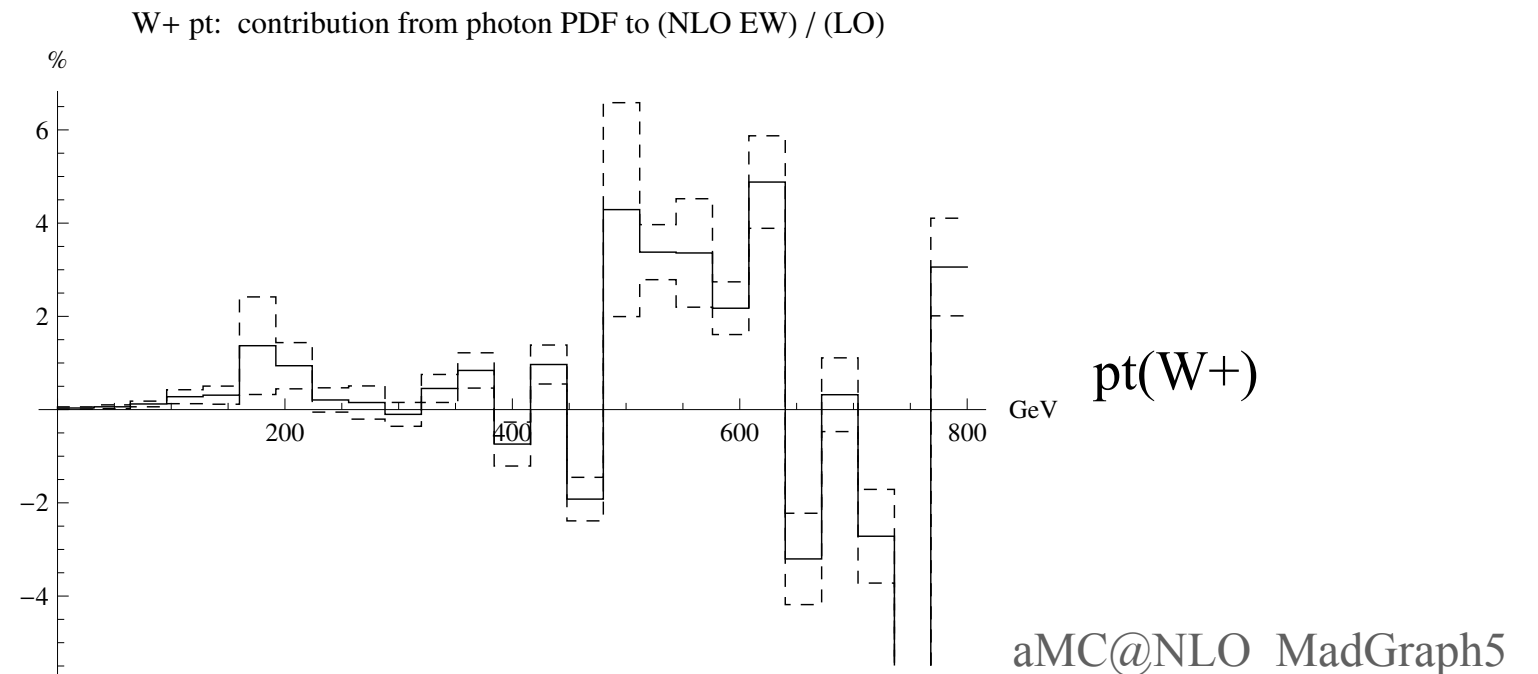 W+ pt: contribution from photon PDF to (NLO EW) / (LO)
%
6
4
2
pt(W+)
GeV
200 400 600 800
−2
−4
aMC@NLO MadGraph5